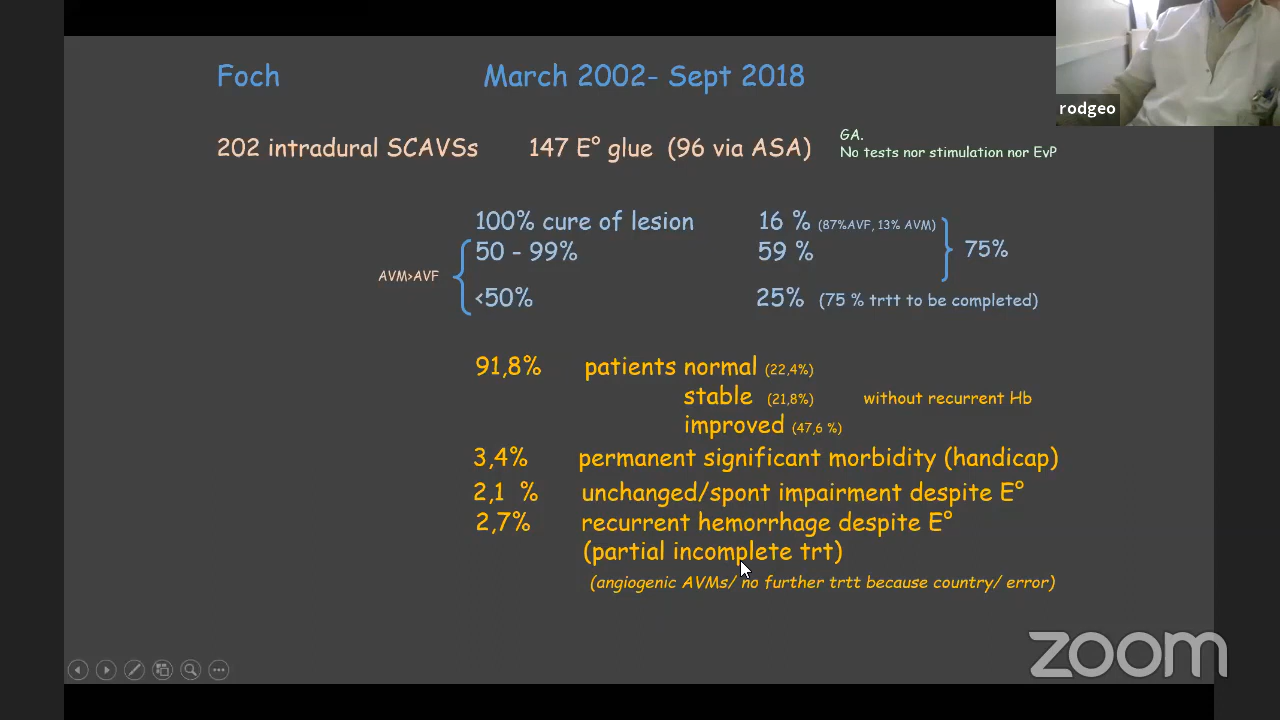 Foch March 2002- Sept 2018
rodgeo
202 intradural SCAVSs 147 E° glue (96 via ASA)
GA.
No tests nor stimulation nor EvP
100% cure of lesion 16 % (87%AVF, 13% AVM)
50 - 99% 59 % 75%
AVM>AVF
<50% 25% (75 % trtt to be completed)
91,8% patients normal (22,4%)
stable (21,8%) without recurrent Hb
improved (47,6 %)
3,4% permanent significant morbidity (handicap)
2,1 % unchanged/spont impairment despite E°
2,7% recurrent hemorrhage despite E°
(partial incomplete trt)
(angiogenic AVMs/ no further trtt because country/ error)
zoom